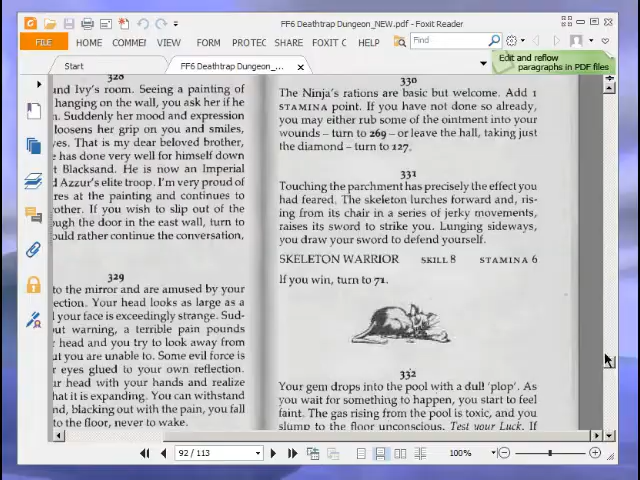 FF6 Deathtrap Dungeon_NEW.pdf - Foxit Reader
FILE HOME COMMEI VIEW FORM PROTEC SHARE FOXIT C HELP Find
Edit and reflow
paragraphs in PDF files
Start FF6 Deathtrap Dungeon_...
328
and Ivy's room. Seeing a painting of
hanging on the wall, you ask her if he
. Suddenly her mood and expression
loosens her grip on you and smiles,
yes. That is my dear beloved brother,
has done very well for himself down
t Blacksand. He is now an Imperial
Azzur's elite troop. I'm very proud of
res at the painting and continues to
other. If you wish to slip out of the
ough the door in the east wall, turn to
ould rather continue the conversation,
329
to the mirror and are amused by your
ection. Your head looks as large as a
your face is exceedingly strange. Sud-
out warning, a terrible pain pounds
head and you try to look away from
ut you are unable to. Some evil force is
eyes glued to your own reflection.
ur head with your hands and realize
hat it is expanding. You can withstand
nd, blacking out with the pain, you fall
to the floor, never to wake.
330
The Ninja's rations are basic but welcome. Add 1
STAMINA point. If you have not done so already,
you may either rub some of the ointment into your
wounds – turn to 269 – or leave the hall, taking just
the diamond – turn to 127.
331
Touching the parchment has precisely the effect you
had feared. The skeleton lurches forward and, ris-
ing from its chair in a series of jerky movements,
raises its sword to strike you. Lunging sideways,
you draw your sword to defend yourself.
SKELETON WARRIOR SKILL 8 STAMINA 6
If you win, turn to 71.
332
Your gem drops into the pool with a dull 'plop'. As
you wait for something to happen, you start to feel
faint. The gas rising from the pool is toxic, and you
slump to the floor unconscious. Test your Luck. If
92 / 113 100%